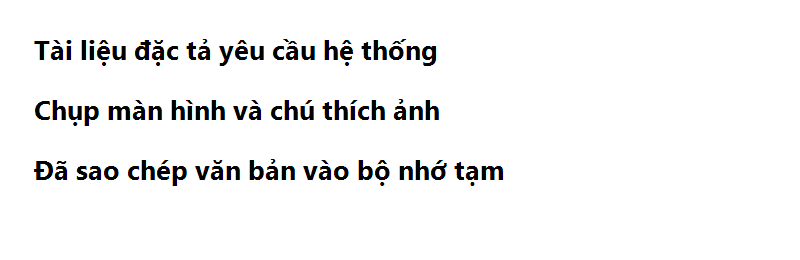 Tài liệu đặc tả yêu cầu hệ thống
Chụp màn hình và chú thích ảnh
Đã sao chép văn bản vào bộ nhớ tạm